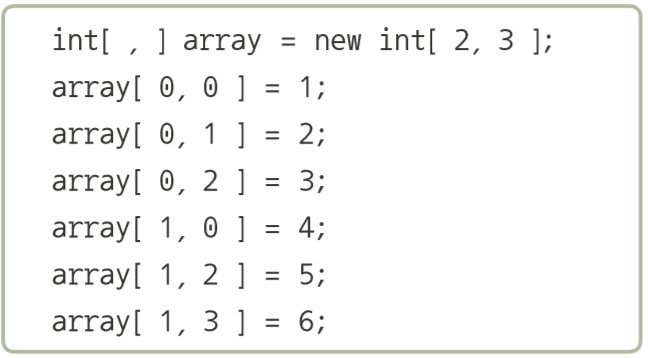 int[ , ] array = new int[ 2, 3 ];
array[ 0, 0 ] = 1;
array[ 0, 1 ] = 2;
array[ 0, 2 ] = 3;
array[ 1, 0 ] = 4;
array[ 1, 2 ] = 5;
array[ 1, 3 ] = 6;